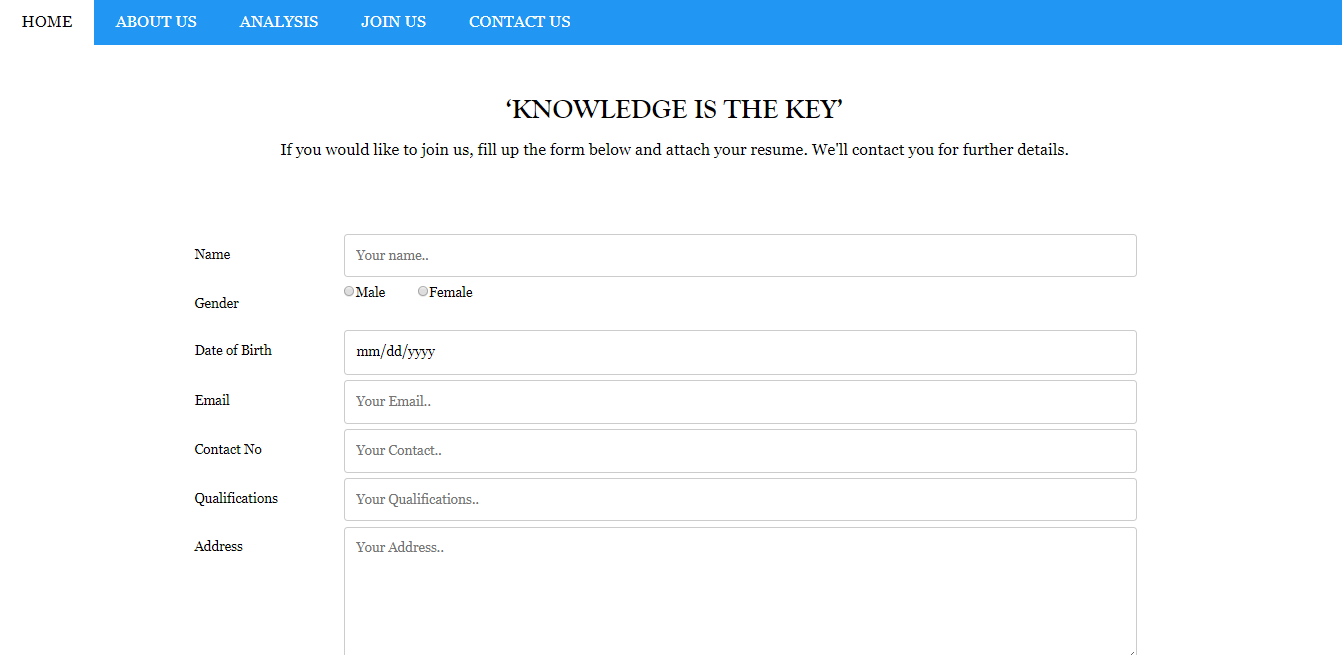 HOME ABOUT US ANALYSIS JOIN US CONTACT US
‘KNOWLEDGE IS THE KEY’
If you would like to join us, fill up the form below and attach your resume. We'll contact you for further details.
Name Your name..
Gender Male Female
Date of Birth mm/dd/yyyy
Email Your Email..
Contact No Your Contact..
Qualifications Your Qualifications..
Address Your Address..